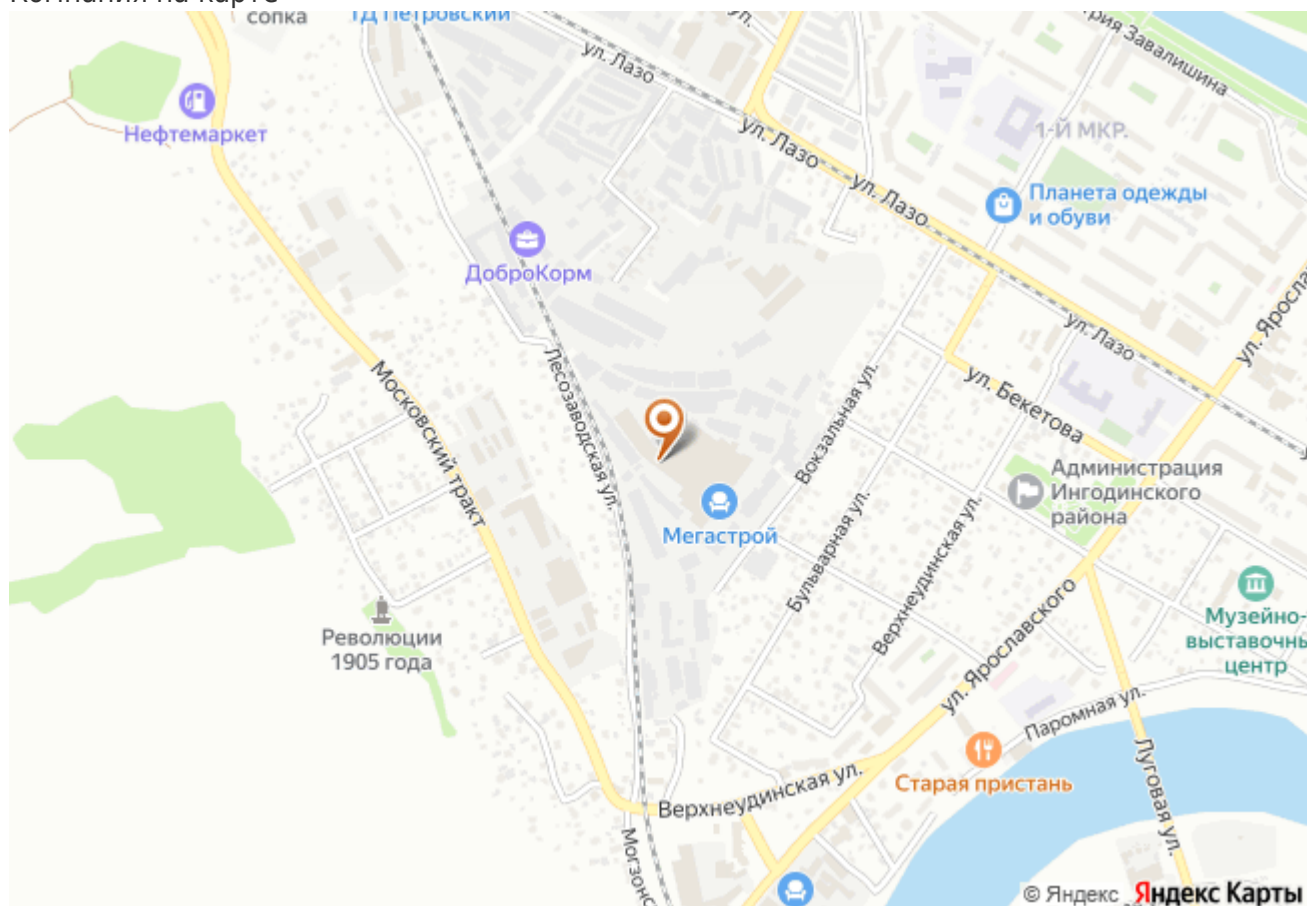 сопка
ТД Петровский
ул. Лазо
Нефтемаркет
ул. Лазо
1-Й МКР.
ул. Лазо
Планета одежды
и обуви
ДоброКорм
ул. Лазо
ул. Бекетова
Московский тракт
Лесозаводская ул.
Вокзальная ул.
Администрация
Ингодинского
района
Мегастрой
Бульварная ул.
Верхнеудинская ул.
Революции
1905 года
ул. Ярославского
Музейно-
центр
Паромная ул.
Старая пристань
Луговая ул.
Верхнеудинская ул.
© Яндекс Яндекс Карты